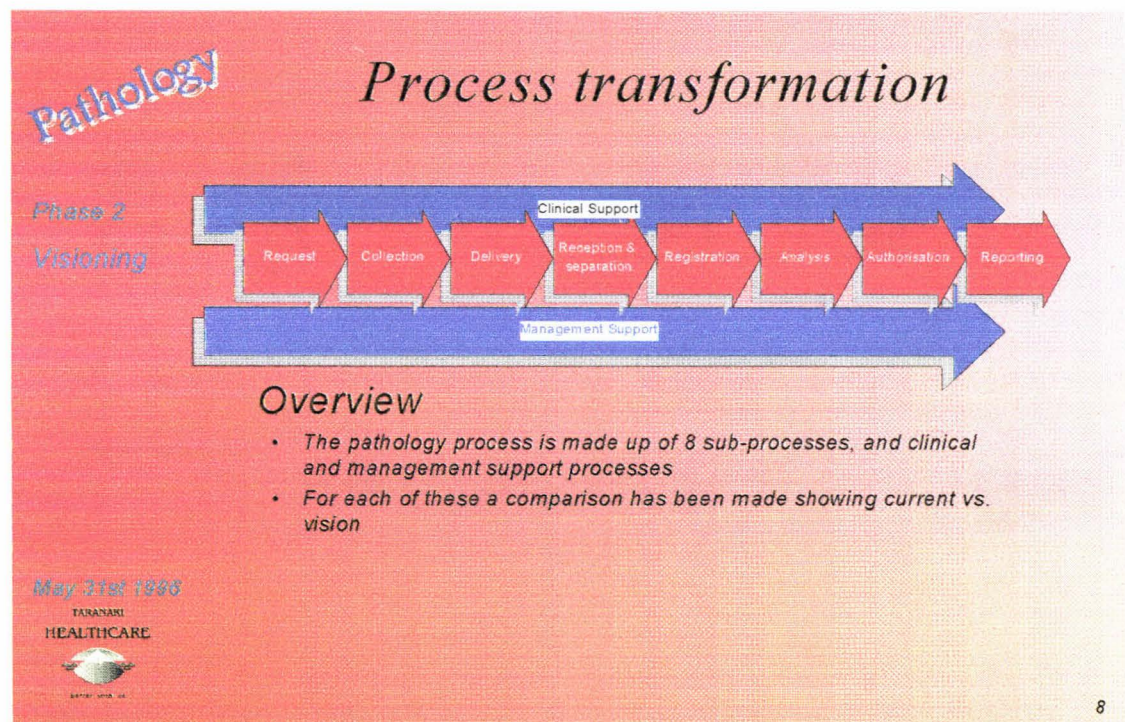 Pathology
Process transformation
Phase 2
Visioning
Clinical Support
Request
Collection
Delivery
Reception &
separation
Registration
Analysis
Authorisation
Reporting
Management Support
Overview
• The pathology process is made up of 8 sub-processes, and clinical
and management support processes
• For each of these a comparison has been made showing current vs.
vision
May 31st 1996
TARANAKI
HEALTHCARE
8